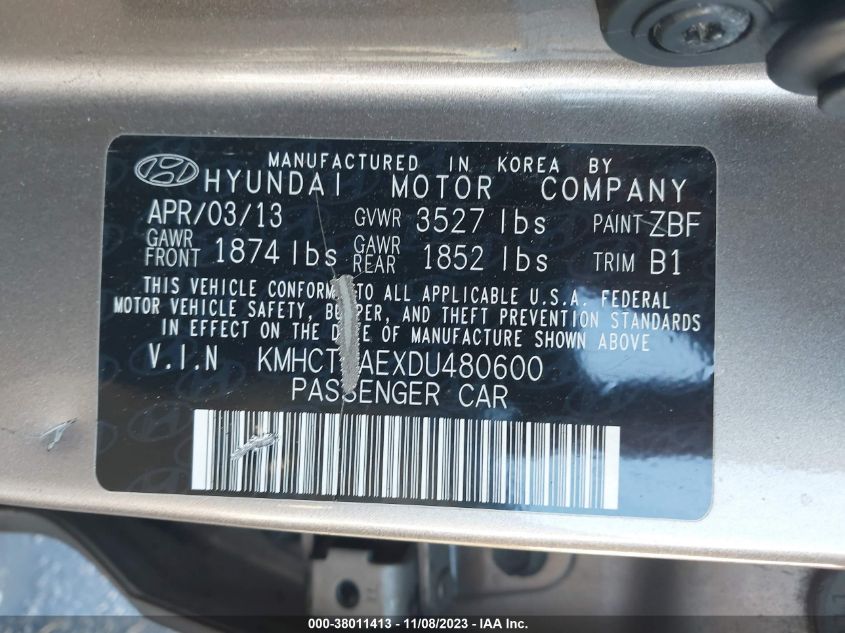 MANUFACTURED IN KOREA BY
HYUNDAI MOTOR COMPANY
APR/03/13 GVWR 3527 lbs PAINT ZBF
GAWR FRONT 1874 lbs GAWR REAR 1852 lbs TRIM B1
THIS VEHICLE TO ALL APPLICABLE U.S.A. FEDERAL
MOTOR VEHICLE SAFETY, AND THEFT PREVENTION STANDARDS
IN EFFECT ON THE OF MANUFACTURE SHOWN ABOVE
V.I.N
PASSENGER CAR
000-38011413 - 11/08/2023 - IAA Inc.